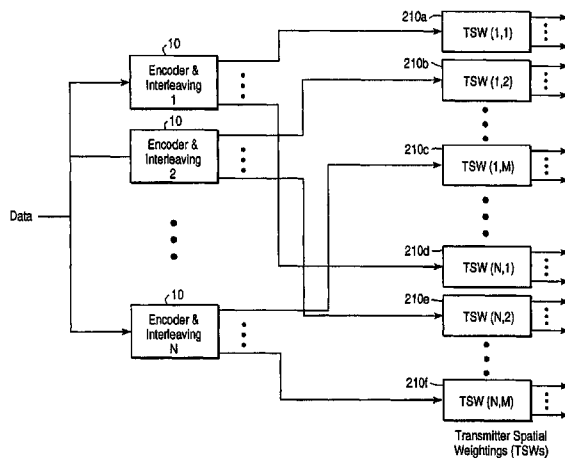 10
Encoder &
Interleaving
1
10
Encoder &
Interleaving
2
Data
10
Encoder &
Interleaving
N
210a
TSW (1,1)
210b
TSW (1,2)
210c
TSW (1,M)
210d
TSW (N,1)
210e
TSW (N,2)
210f
TSW (N,M)
Transmitter Spatial
Weightings (TSWs)